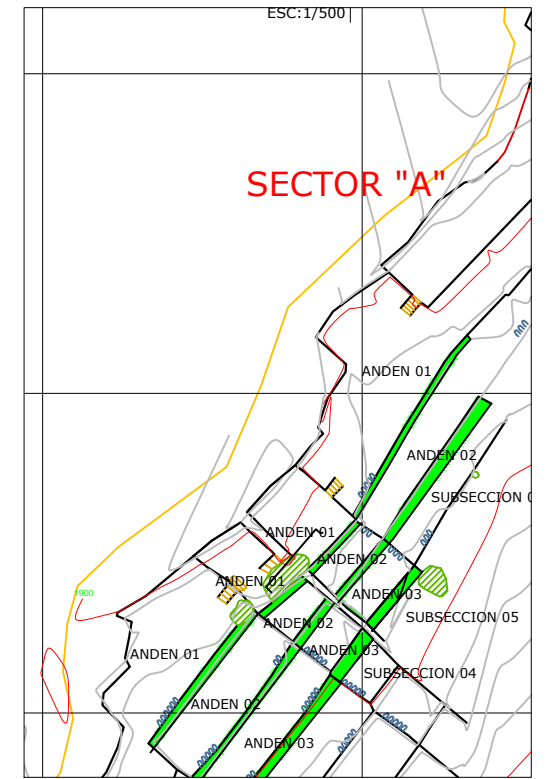 ESC:1/500
SECTOR "A"
ANDEN 01
ANDEN 02
SUBSECCION 0
ANDEN 01
ANDEN 02
ANDEN 01
1900
ANDEN 03
SUBSECCION 05
ANDEN 02
ANDEN 01
ANDEN 03
SUBSECCION 04
ANDEN 02
ANDEN 03